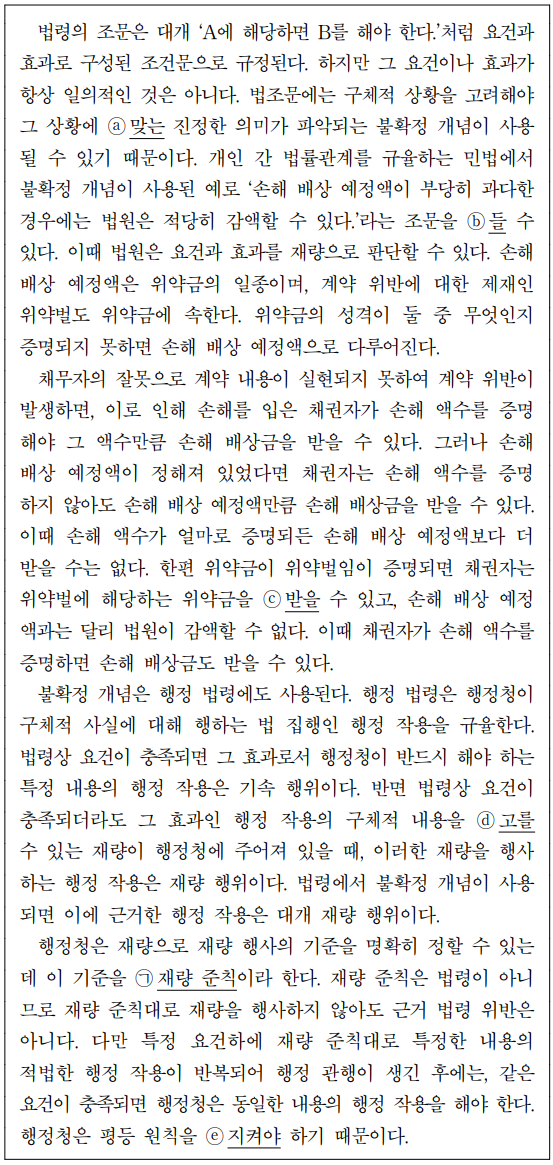 법령의 조문은 대개 ‘A에 해당하면 B를 해야 한다.’처럼 요건과
효과로 구성된 조건문으로 규정된다. 하지만 그 요건이나 효과가
항상 일의적인 것은 아니다. 법조문에는 구체적 상황을 고려해야
그 상황에 ⓐ맞는 진정한 의미가 파악되는 불확정 개념이 사용
될 수 있기 때문이다. 개인 간 법률관계를 규율하는 민법에서
불확정 개념이 사용된 예로 ‘손해 배상 예정액이 부당히 과다한
경우에는 법원은 적당히 감액할 수 있다.’라는 조문을 ⓑ들 수
있다. 이때 법원은 요건과 효과를 재량으로 판단할 수 있다. 손해
배상 예정액은 위약금의 일종이며, 계약 위반에 대한 제재인
위약벌도 위약금에 속한다. 위약금의 성격이 둘 중 무엇인지
증명되지 못하면 손해 배상 예정액으로 다루어진다.
채무자의 잘못으로 계약 내용이 실현되지 못하여 계약 위반이
발생하면, 이로 인해 손해를 입은 채권자가 손해 액수를 증명
해야 그 액수만큼 손해 배상금을 받을 수 있다. 그러나 손해
배상 예정액이 정해져 있었다면 채권자는 손해 액수를 증명
하지 않아도 손해 배상 예정액만큼 손해 배상금을 받을 수 있다.
이때 손해 액수가 얼마로 증명되든 손해 배상 예정액보다 더
받을 수는 없다. 한편 위약금이 위약벌임이 증명되면 채권자는
위약벌에 해당하는 위약금을 ⓒ받을 수 있고, 손해 배상 예정
액과는 달리 법원이 감액할 수 없다. 이때 채권자가 손해 액수를
증명하면 손해 배상금도 받을 수 있다.
불확정 개념은 행정 법령에도 사용된다. 행정 법령은 행정청이
구체적 사실에 대해 행하는 법 집행인 행정 작용을 규율한다.
법령상 요건이 충족되면 그 효과로서 행정청이 반드시 해야 하는
특정 내용의 행정 작용은 기속 행위이다. 반면 법령상 요건이
충족되더라도 그 효과인 행정 작용의 구체적 내용을 ⓓ고를
수 있는 재량이 행정청에 주어져 있을 때, 이러한 재량을 행사
하는 행정 작용은 재량 행위이다. 법령에서 불확정 개념이 사용
되면 이에 근거한 행정 작용은 대개 재량 행위이다.
행정청은 재량으로 재량 행사의 기준을 명확히 정할 수 있는
데 이 기준을 ㉠재량 준칙이라 한다. 재량 준칙은 법령이 아니
므로 재량 준칙대로 재량을 행사하지 않아도 근거 법령 위반은
아니다. 다만 특정 요건하에 재량 준칙대로 특정한 내용의
적법한 행정 작용이 반복되어 행정 관행이 생긴 후에는, 같은
요건이 충족되면 행정청은 동일한 내용의 행정 작용을 해야 한다.
행정청은 평등 원칙을 ⓔ지켜야 하기 때문이다.